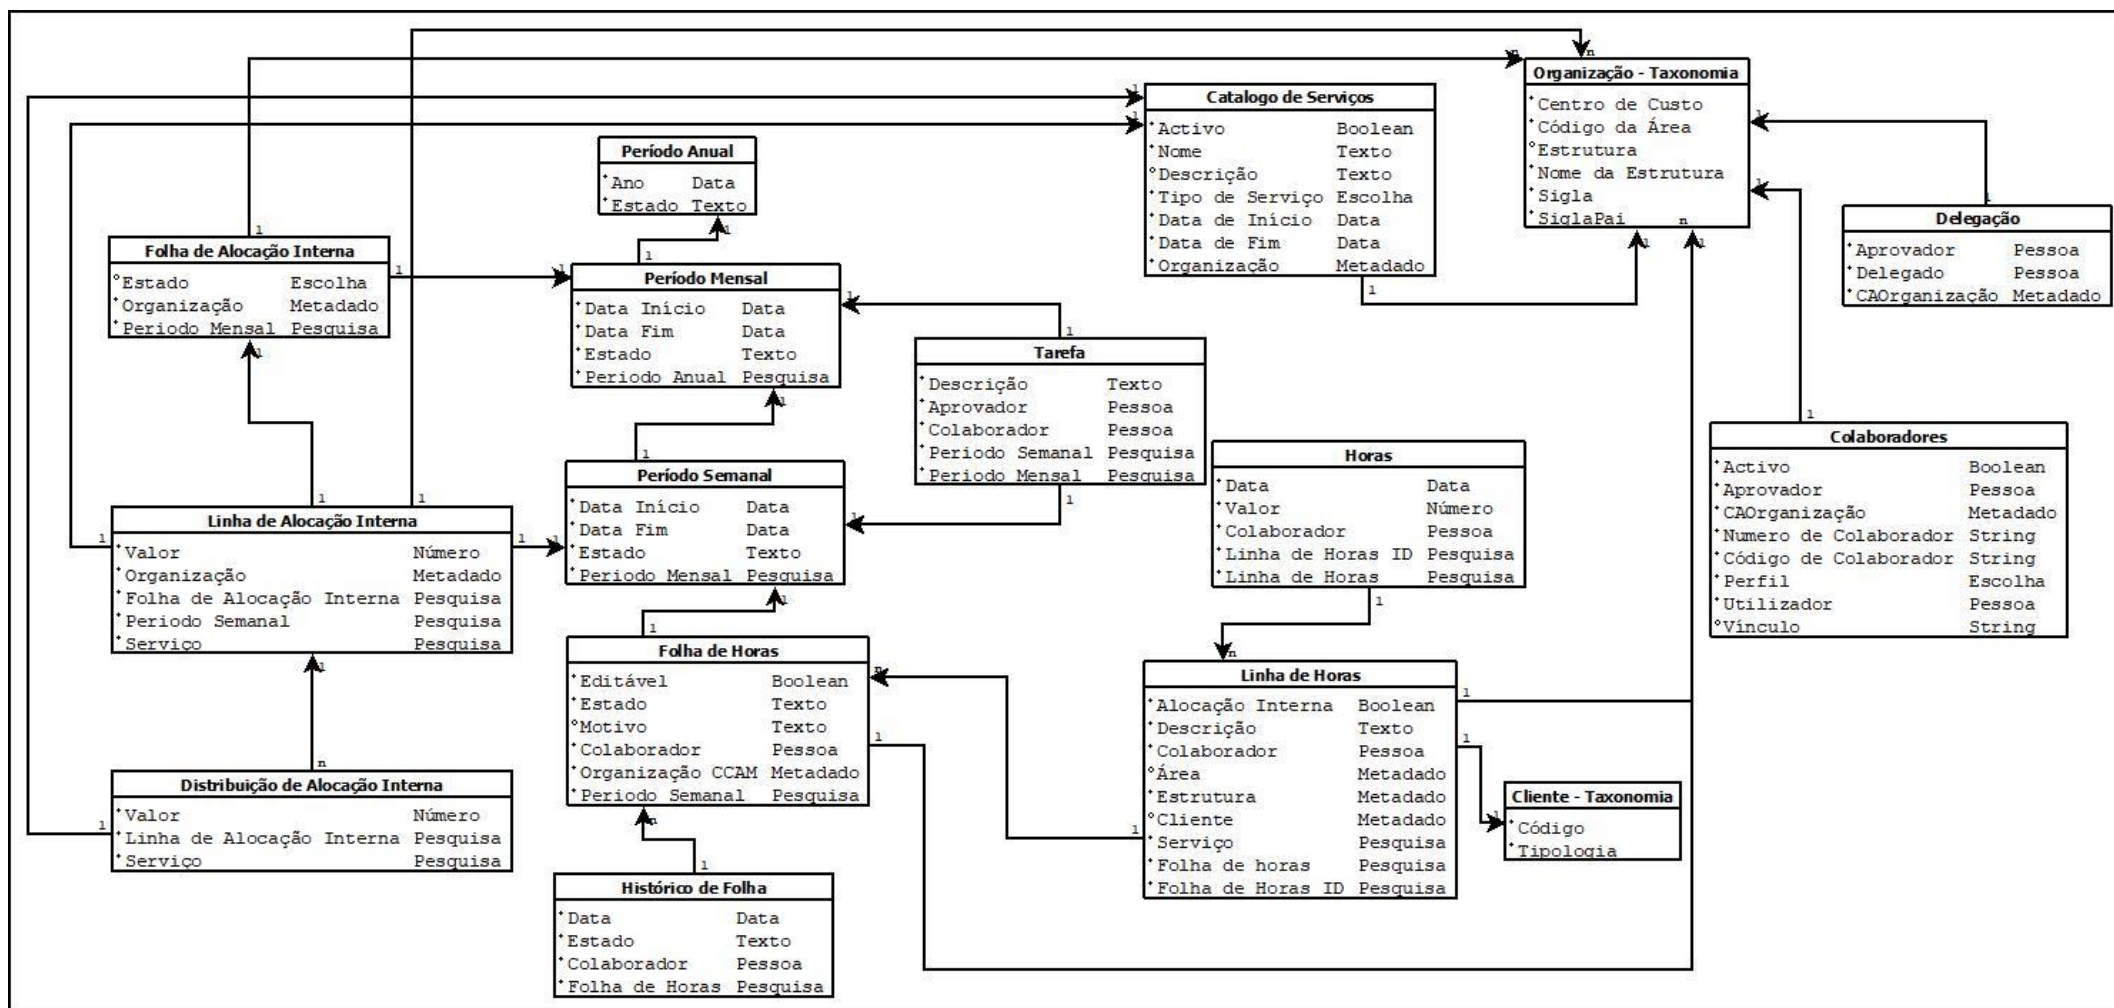 Organização - Taxonomia
*Centro de Custo
*Código da Área
°Estrutura
*Nome da Estrutura
*Sigla
*SiglaPai
Catalogo de Serviços
*Activo Boolean
*Nome Texto
°Descrição Texto
*Tipo de Serviço Escolha
*Data de Início Data
*Data de Fim Data
*Organização Metadado
Período Anual
*Ano Data
*Estado Texto
Delegação
*Aprovador Pessoa
*Delegado Pessoa
*CAOrganização Metadado
Folha de Alocação Interna
°Estado Escolha
*Organização Metadado
*Periodo Mensal Pesquisa
Período Mensal
*Data Início Data
*Data Fim Data
*Estado Texto
*Periodo Anual Pesquisa
Tarefa
*Descrição Texto
*Aprovador Pessoa
*Colaborador Pessoa
*Periodo Semanal Pesquisa
*Periodo Mensal Pesquisa
Colaboradores
*Activo Boolean
*Aprovador Pessoa
*CAOrganização Metadado
*Numero de Colaborador String
*Código de Colaborador String
*Perfil Escolha
*Utilizador Pessoa
°Vínculo String
Horas
*Data Data
*Valor Número
*Colaborador Pessoa
*Linha de Horas ID Pesquisa
*Linha de Horas Pesquisa
Período Semanal
*Data Início Data
*Data Fim Data
*Estado Texto
*Periodo Mensal Pesquisa
Linha de Alocação Interna
*Valor Número
*Organização Metadado
*Folha de Alocação Interna Pesquisa
*Periodo Semanal Pesquisa
*Serviço Pesquisa
Folha de Horas
*Editável Boolean
*Estado Texto
°Motivo Texto
*Colaborador Pessoa
*Organização CCAM Metadado
*Periodo Semanal Pesquisa
Linha de Horas
*Alocação Interna Boolean
*Descrição Texto
*Colaborador Pessoa
°Área Metadado
*Estrutura Metadado
°Cliente Metadado
*Serviço Pesquisa
*Folha de horas Pesquisa
*Folha de Horas ID Pesquisa
Cliente - Taxonomia
*Código
*Tipologia
Distribuição de Alocação Interna
*Valor Número
*Linha de Alocação Interna Pesquisa
*Serviço Pesquisa
Histórico de Folha
*Data Data
*Estado Texto
*Colaborador Pessoa
*Folha de Horas Pesquisa